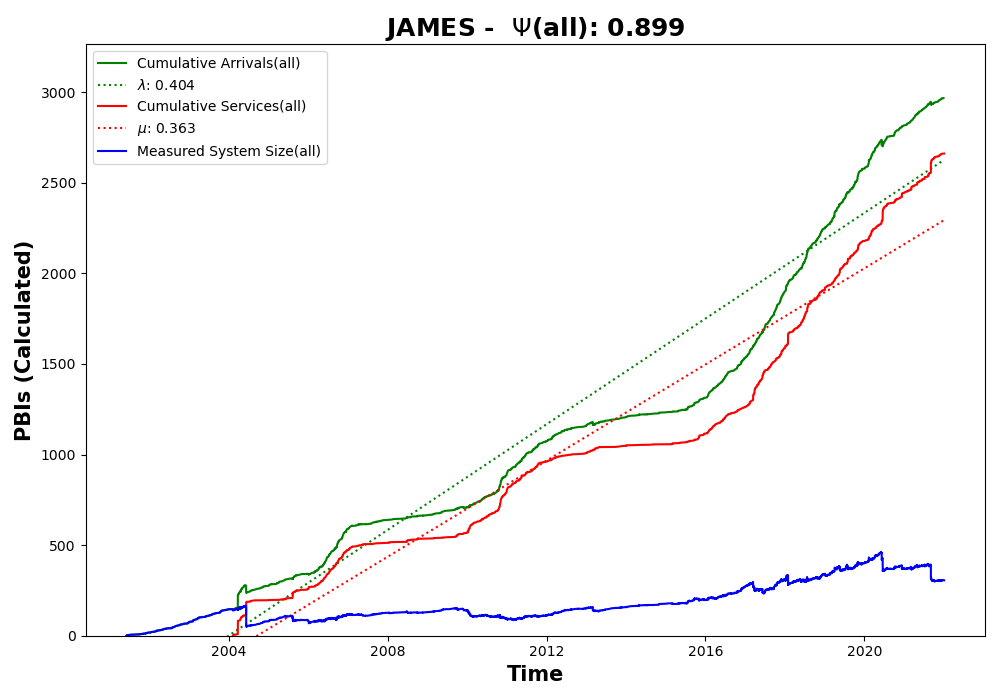 JAMES - Ψ(all): 0.899
Cumulative Arrivals(all)
λ: 0.404
Cumulative Services(all)
μ: 0.363
Measured System Size(all)
PBIs (Calculated)
3000
2500
2000
1500
1000
500
0
2004 2008 2012 2016 2020
Time